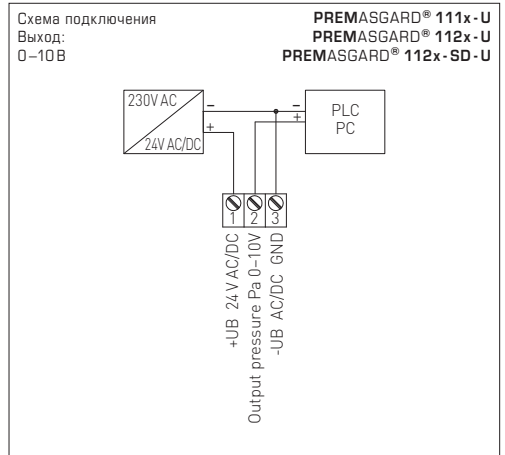 Схема подключения
Выход:
0–10 В
PREMASGARD® 111x-U
PREMASGARD® 112x-U
PREMASGARD® 112x-SD-U
230V AC
24V AC/DC
–
+
–
+
PLC
PC
1
2
3
+UB 24 V AC/DC
Output pressure Pa 0–10V
-UB AC/DC GND